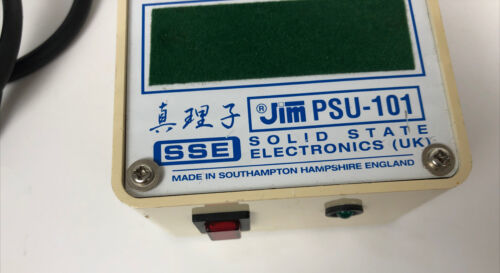 真理子 ®Jim PSU-101
SSE SOLID STATE
ELECTRONICS (UK)
MADE IN SOUTHAMPTON HAMPSHIRE ENGLAND